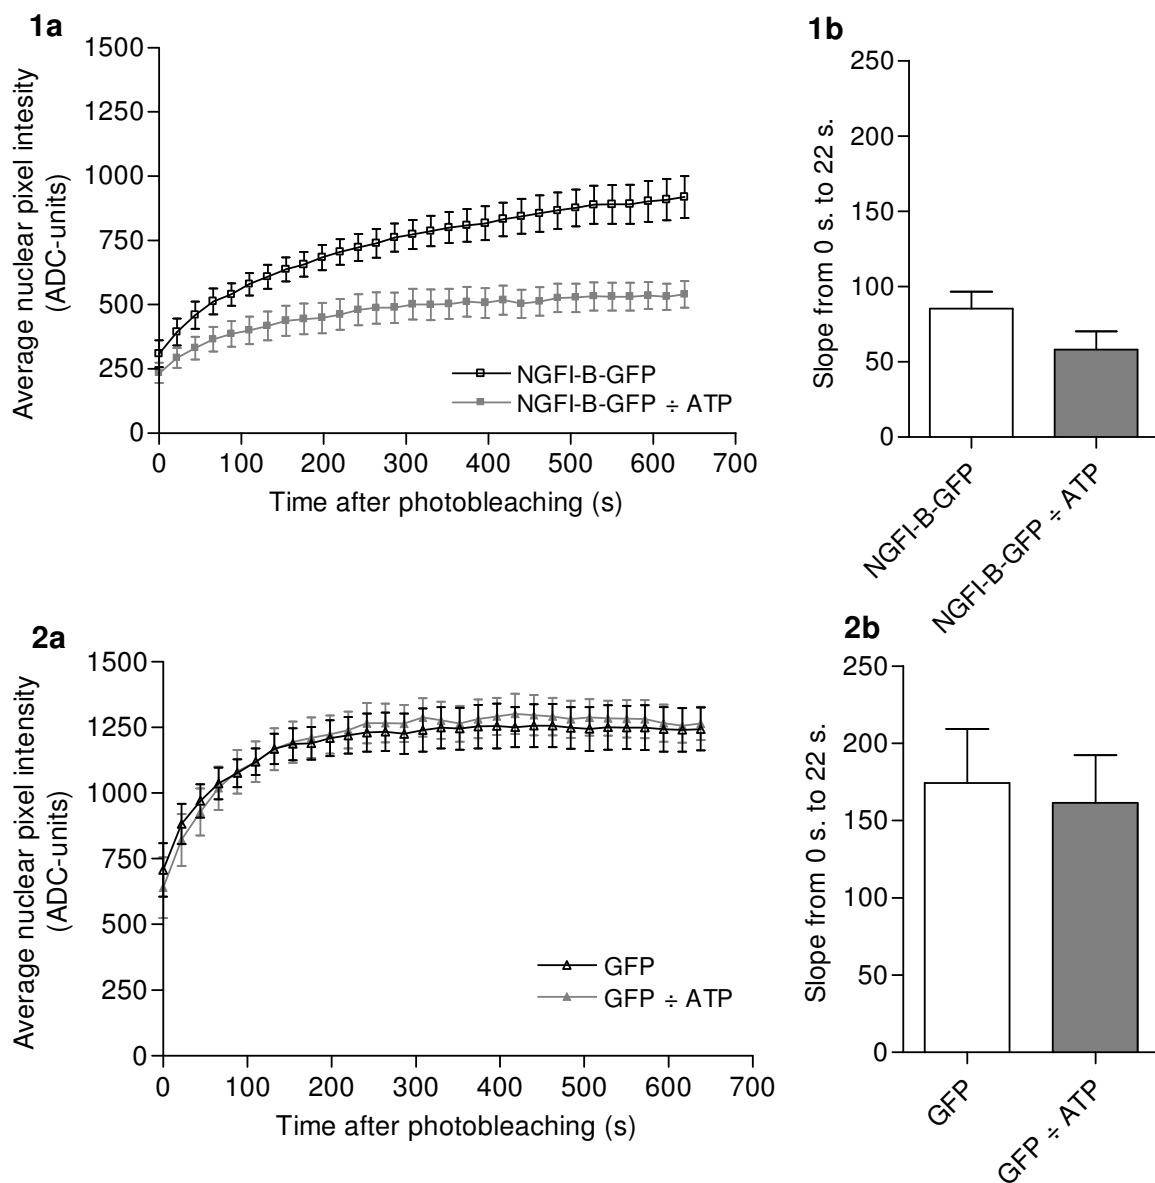 1a
Average nuclear pixel intesity
(ADC-units)
1500
1250
1000
750
500
250
0
NGFI-B-GFP
NGFI-B-GFP ÷ ATP
0 100 200 300 400 500 600 700
Time after photobleaching (s)
1b
Slope from 0 s. to 22 s.
250
200
150
100
50
0
NGFI-B-GFP
NGFI-B-GFP ÷ ATP
2a
Average nuclear pixel intensity
(ADC-units)
1500
1250
1000
750
500
250
0
GFP
GFP ÷ ATP
0 100 200 300 400 500 600 700
Time after photobleaching (s)
2b
Slope from 0 s. to 22 s.
250
200
150
100
50
0
GFP
GFP ÷ ATP